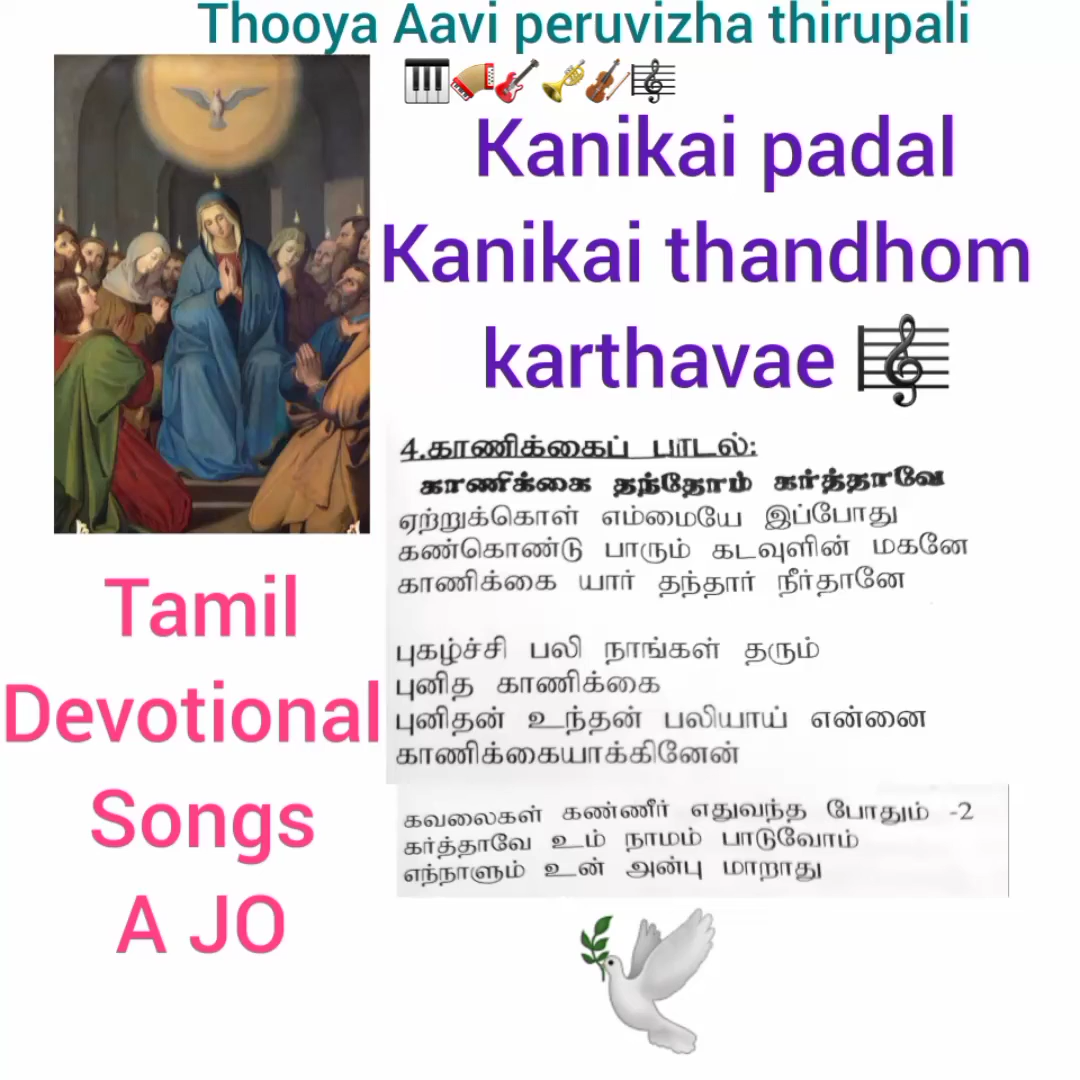 Thooya Aavi peruvizha thirupali
Kanikai padal
Kanikai thandhom
karthavae
4.காணிக்கைப் பாடல்:
காணிக்கை தந்தோம் கர்த்தாவே
ஏற்றுக்கொள் எம்மையே இப்போது
கண்கொண்டு பாரும் கடவுளின் மகனே
காணிக்கை யார் தந்தார் நீர்தானே
புகழ்ச்சி பலி நாங்கள் தரும்
புனித காணிக்கை
புனிதன் உந்தன் பலியாய் என்னை
காணிக்கையாக்கினேன்
கவலைகள் கண்ணீர் எதுவந்த போதும் -2
கர்த்தாவே உம் நாமம் பாடுவோம்
எந்நாளும் உன் அன்பு மாறாது
Tamil
Devotional
Songs
A JO